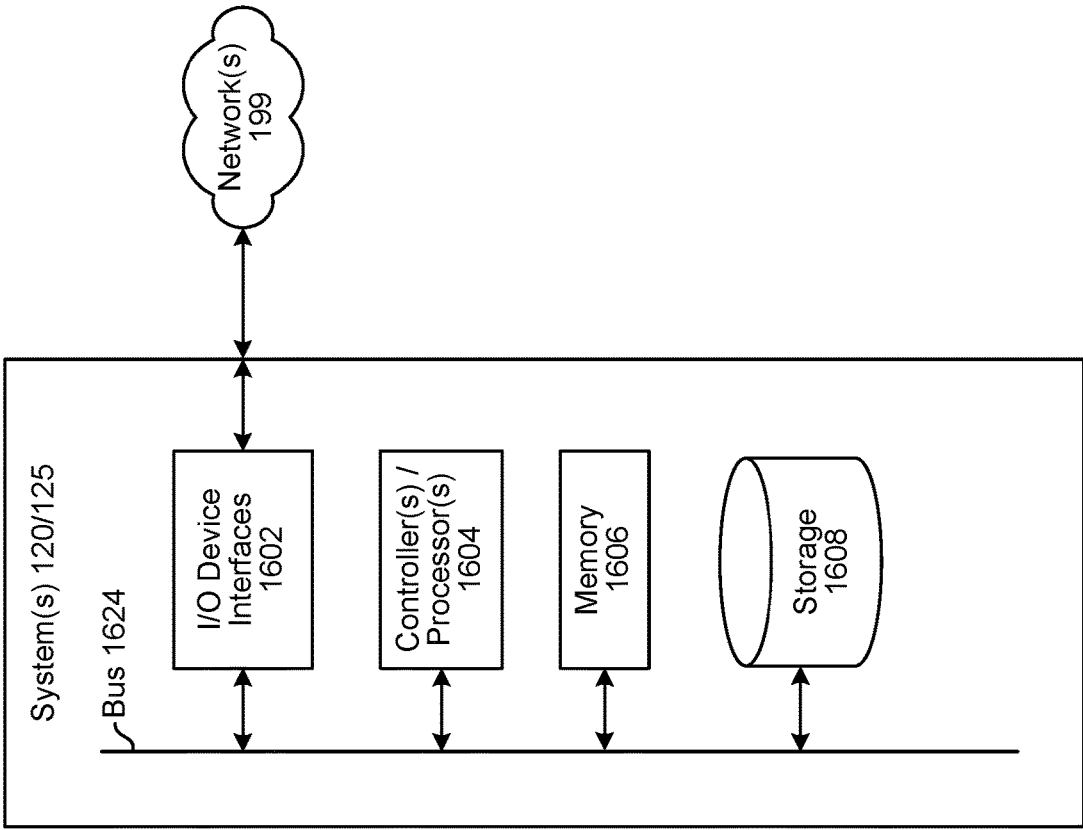 System(s) 120/125
Bus 1624
I/O Device
Interfaces
1602
Controller(s) /
Processor(s)
1604
Memory
1606
Storage
1608
Network(s)
199